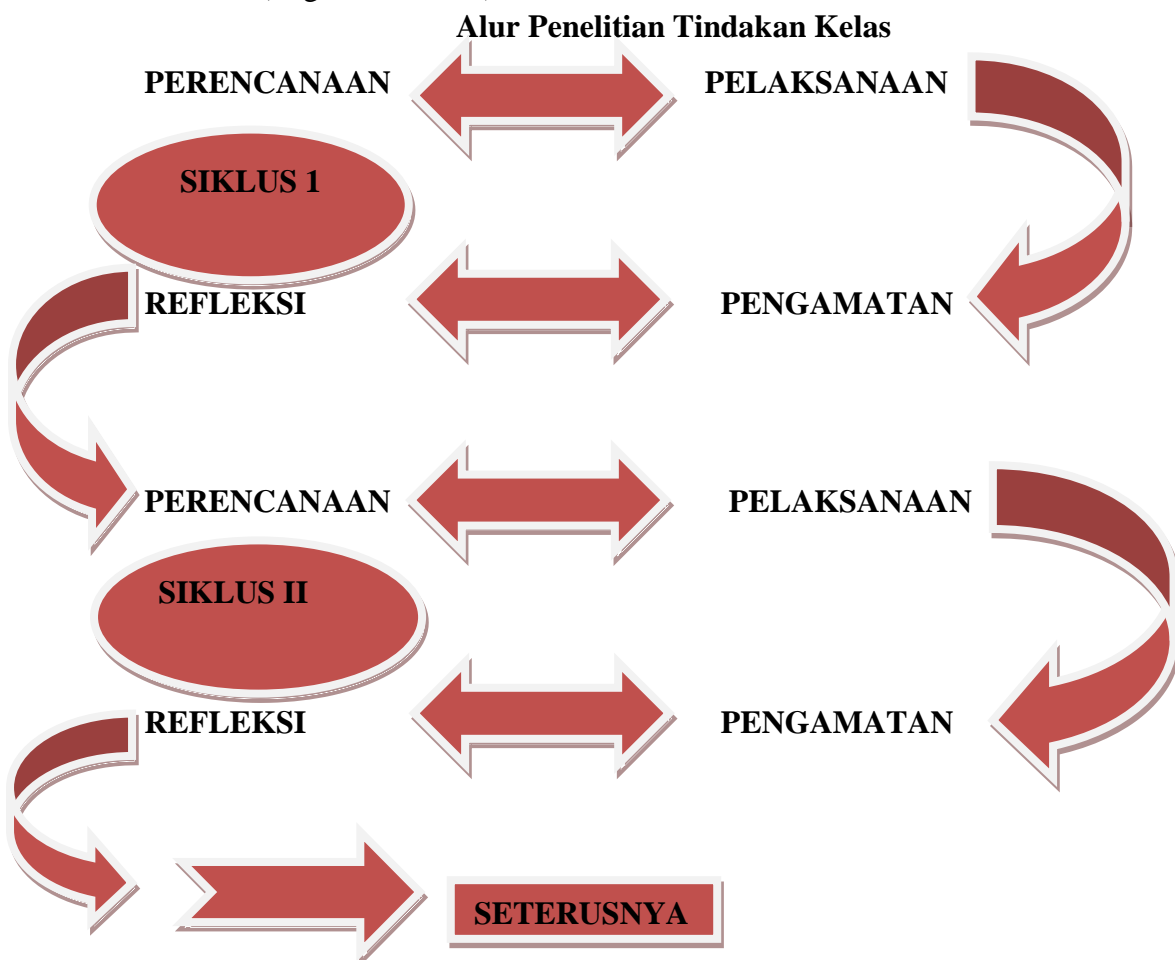 Alur Penelitian Tindakan Kelas
PERENCANAAN PELAKSANAAN
SIKLUS 1
REFLEKSI PENGAMATAN
PERENCANAAN PELAKSANAAN
SIKLUS II
REFLEKSI PENGAMATAN
SETERUSNYA